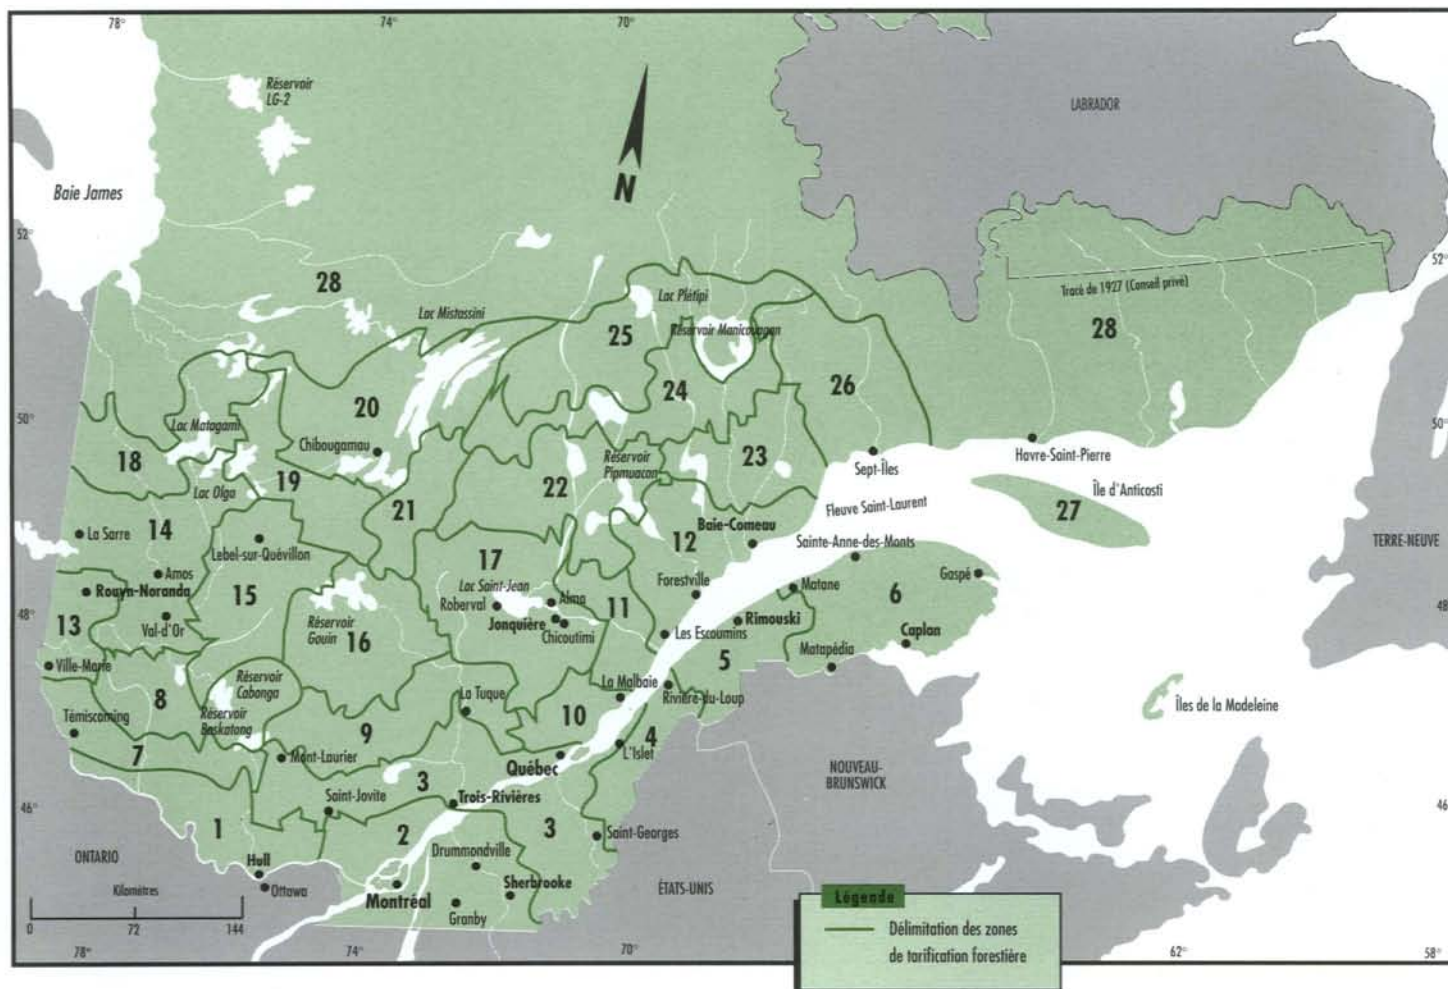 78°
74°
70°
Réservoir
LG-2
LABRADOR
Baie James
N
52°
52°
28
Tracé de 1927 (Conseil privé)
Lac Mistassini
Lac Plétipi
Réservoir Manicouagan
28
25
24
26
20
50°
50°
Lac Matagami
Chibougamau
Havre-Saint-Pierre
18
Réservoir
Pipmuacan
23
Sept-Îles
19
Lac Olga
22
Île d'Anticosti
21
Fleuve Saint-Laurent
27
La Sarre
14
Lebel-sur-Quévillon
12
Baie-Comeau
Sainte-Anne-des-Monts
TERRE-NEUVE
17
Amos
Lac Saint-Jean
Forestville
Matane
Gaspé
Rouyn-Noranda
15
Roberval
Alma
11
6
48°
48°
13
Val-d'Or
Réservoir
Gouin
16
Jonquière
Chicoutimi
Les Escoumins
Rimouski
Caplan
Ville-Marie
5
Matapédia
8
Réservoir
Cabonga
La Malbaie
La Tuque
Rivière-du-Loup
Îles de la Madeleine
Témiscaming
Réservoir
Baskatong
9
10
4
7
Mont-Laurier
Québec
L'Islet
NOUVEAU-
BRUNSWICK
3
46°
46°
Saint-Jovite
Trois-Rivières
1
2
3
Saint-Georges
ONTARIO
Hull
Drummondville
Kilomètres
Ottawa
Montréal
Sherbrooke
ÉTATS-UNIS
Granby
0
72
144
Légende
Délimitation des zones
de tarification forestière
78°
74°
70°
62°
58°